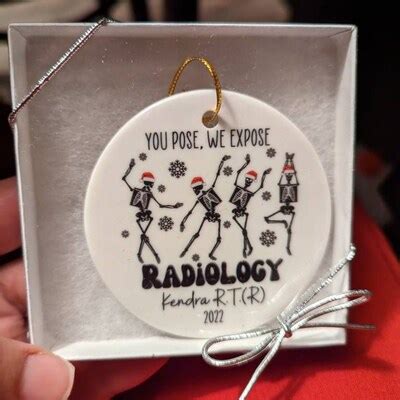 YOU POSE, WE EXPOSE
RADIOLOGY
Kendra R.T.(R)
2022